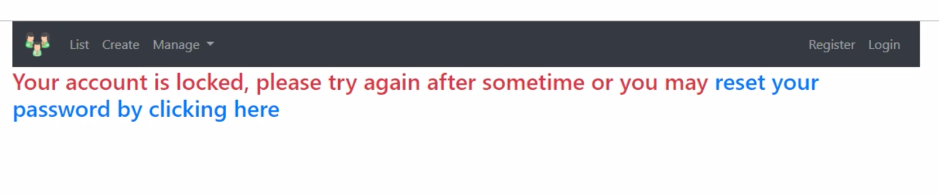 List Create Manage Register Login
Your account is locked, please try again after sometime or you may reset your
password by clicking here